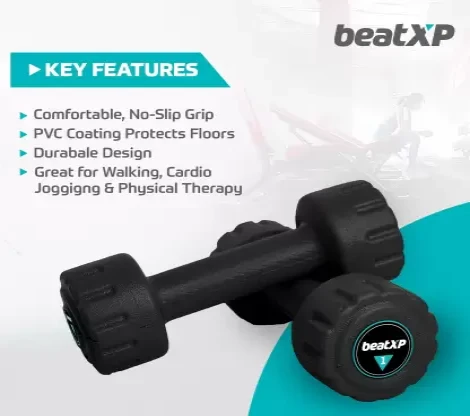 beatXP
KEY FEATURES
Comfortable, No-Slip Grip
PVC Coating Protects Floors
Durabale Design
Great for Walking, Cardio
Joggigng & Physical Therapy
beatXP
1